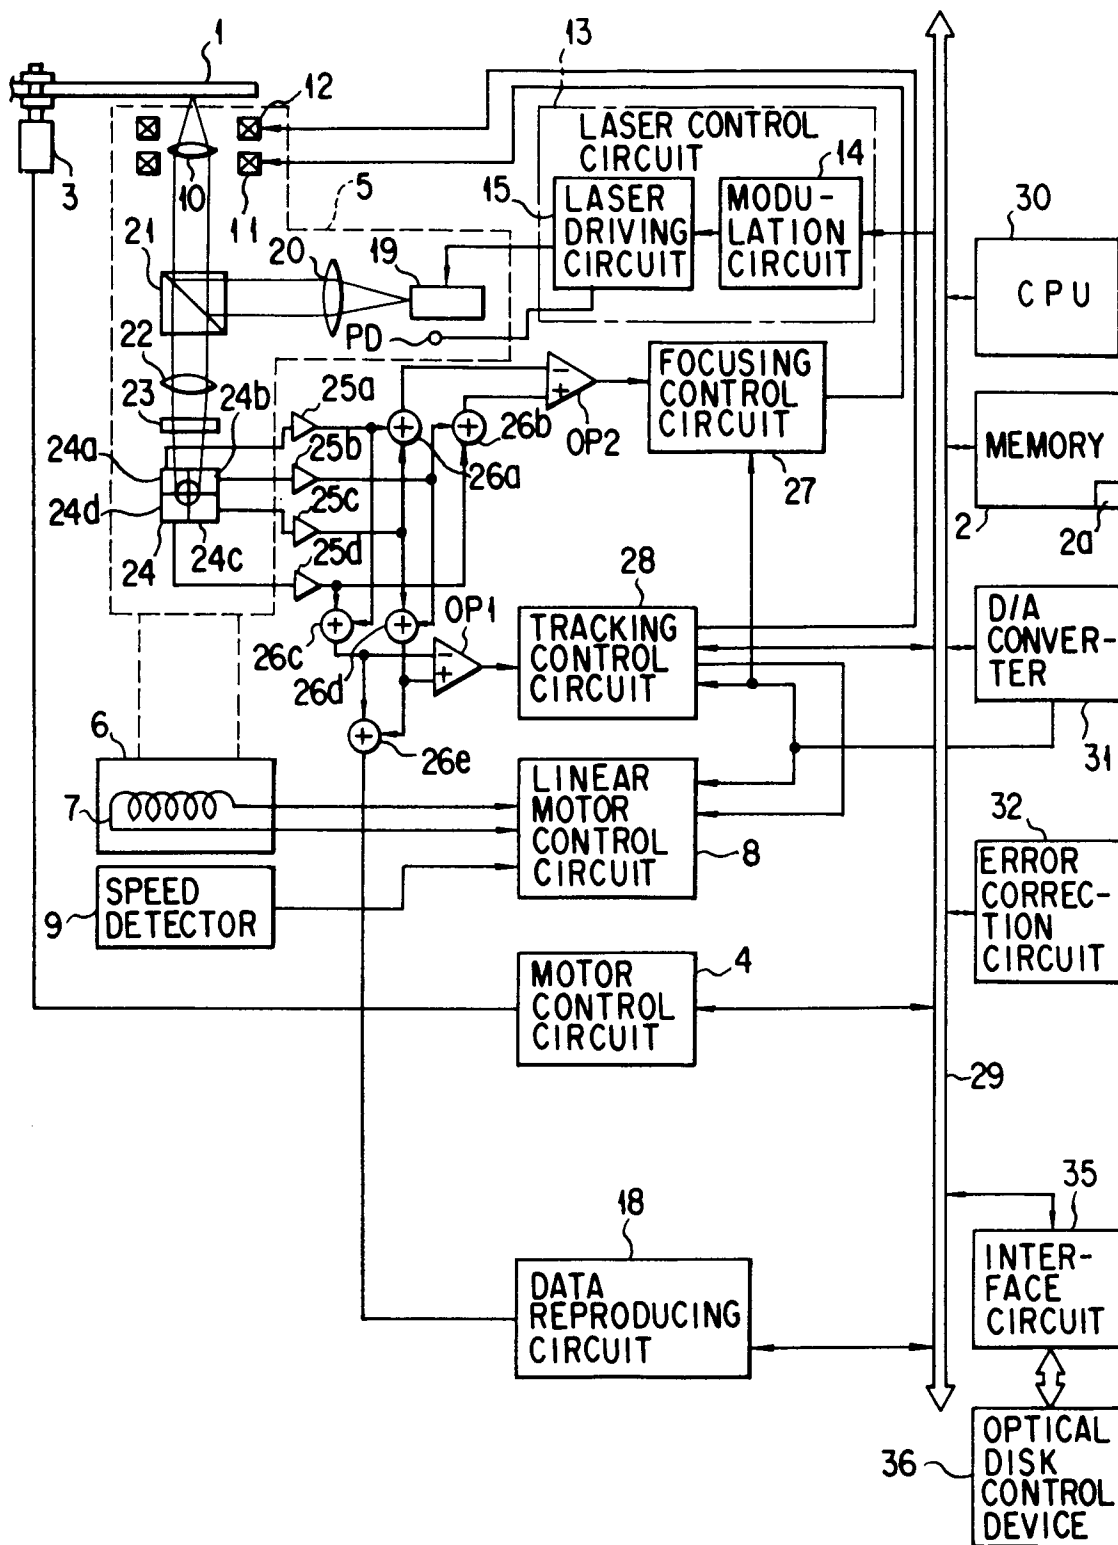 1
13
12
LASER CONTROL
CIRCUIT
14
3
10
5
15
LASER
DRIVING
CIRCUIT
MODU-
LATION
CIRCUIT
30
11
21
20
19
CPU
PD
22
25a
FOCUSING
CONTROL
CIRCUIT
23
24b
25b
26b
OP2
MEMORY
24a
26a
25c
27
24d
2
2a
24
24c
25d
28
OP1
D/A
CONVER-
TER
TRACKING
CONTROL
CIRCUIT
26c
26d
6
26e
31
LINEAR
MOTOR
CONTROL
CIRCUIT
7
32
8
ERROR
CORREC-
TION
CIRCUIT
SPEED
DETECTOR
9
MOTOR
CONTROL
CIRCUIT
4
29
35
18
INTER-
FACE
CIRCUIT
DATA
REPRODUCING
CIRCUIT
OPTICAL
DISK
CONTROL
DEVICE
36